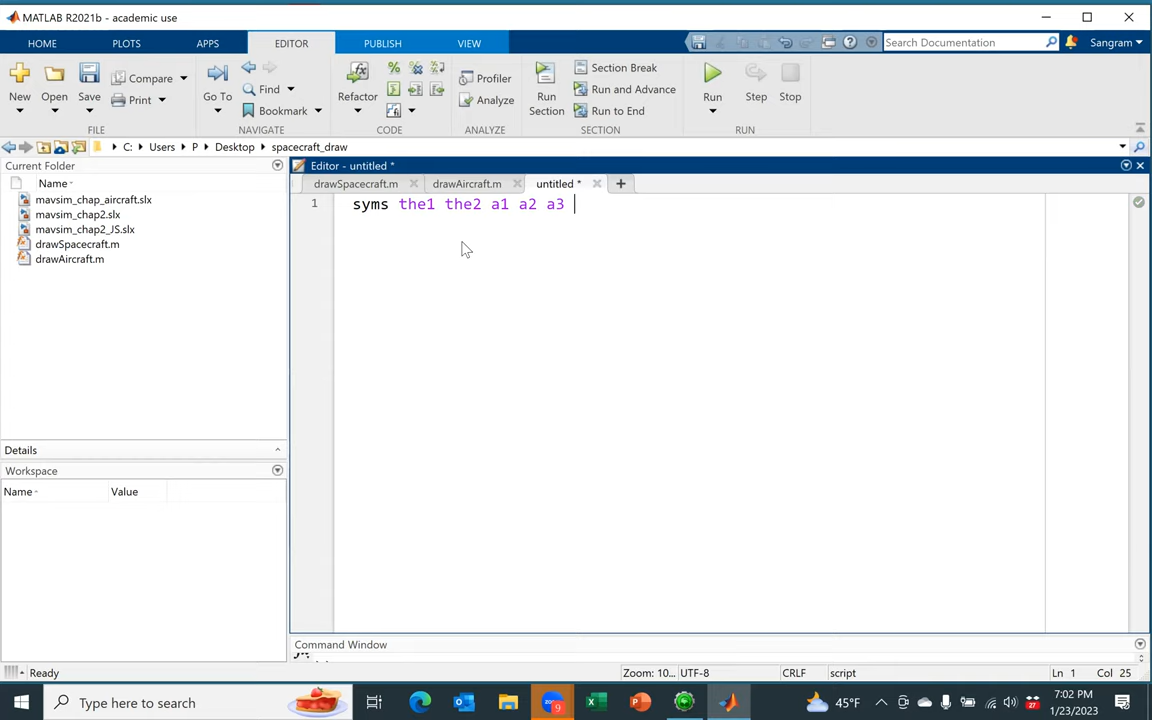 MATLAB R2021b - academic use
HOME PLOTS APPS EDITOR PUBLISH VIEW
Search Documentation
Sangram
New Open Save Compare Print
FILE
Go To Find Bookmark
NAVIGATE
Refactor
CODE
Profiler
Analyze
ANALYZE
Run Section
Section Break
Run and Advance
Run to End
SECTION
Run Step Stop
RUN
C: Users P Desktop spacecraft_draw
Current Folder
Name
mavsim_chap_aircraft.slx
mavsim_chap2.slx
mavsim_chap2_JS.slx
drawSpacecraft.m
drawAircraft.m
Details
Workspace
Name Value
Editor - untitled *
drawSpacecraft.m drawAircraft.m untitled *
1 syms the1 the2 a1 a2 a3
Command Window
Ready
Zoom: 10... UTF-8 CRLF script Ln 1 Col 25
Type here to search
9
45°F
27
7:02 PM
1/23/2023